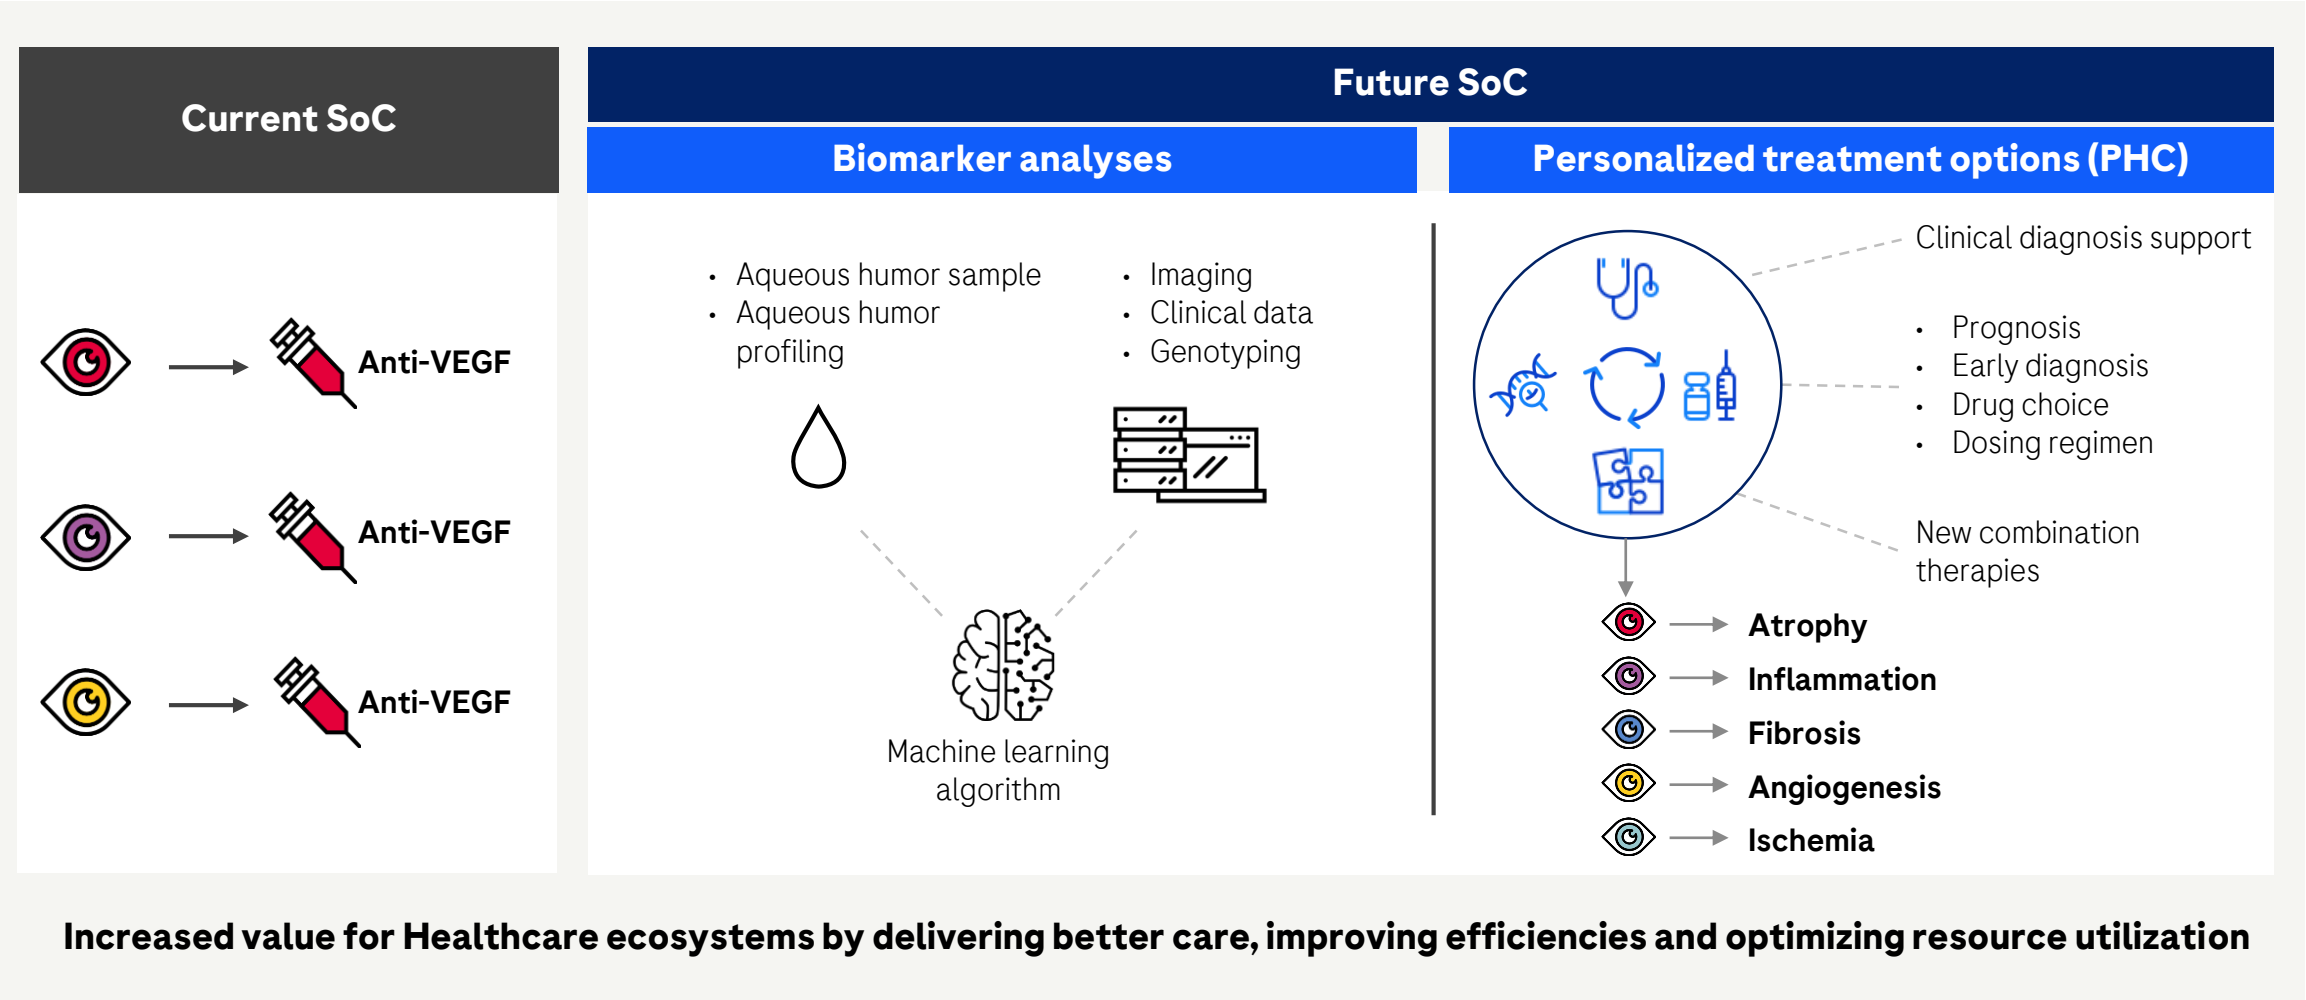 Current SoC
Anti-VEGF
Anti-VEGF
Anti-VEGF
Future SoC
Biomarker analyses
• Aqueous humor sample
• Aqueous humor
profiling
• Imaging
• Clinical data
• Genotyping
Machine learning
algorithm
Personalized treatment options (PHC)
Clinical diagnosis support
• Prognosis
• Early diagnosis
• Drug choice
• Dosing regimen
New combination
therapies
Atrophy
Inflammation
Fibrosis
Angiogenesis
Ischemia
Increased value for Healthcare ecosystems by delivering better care, improving efficiencies and optimizing resource utilization